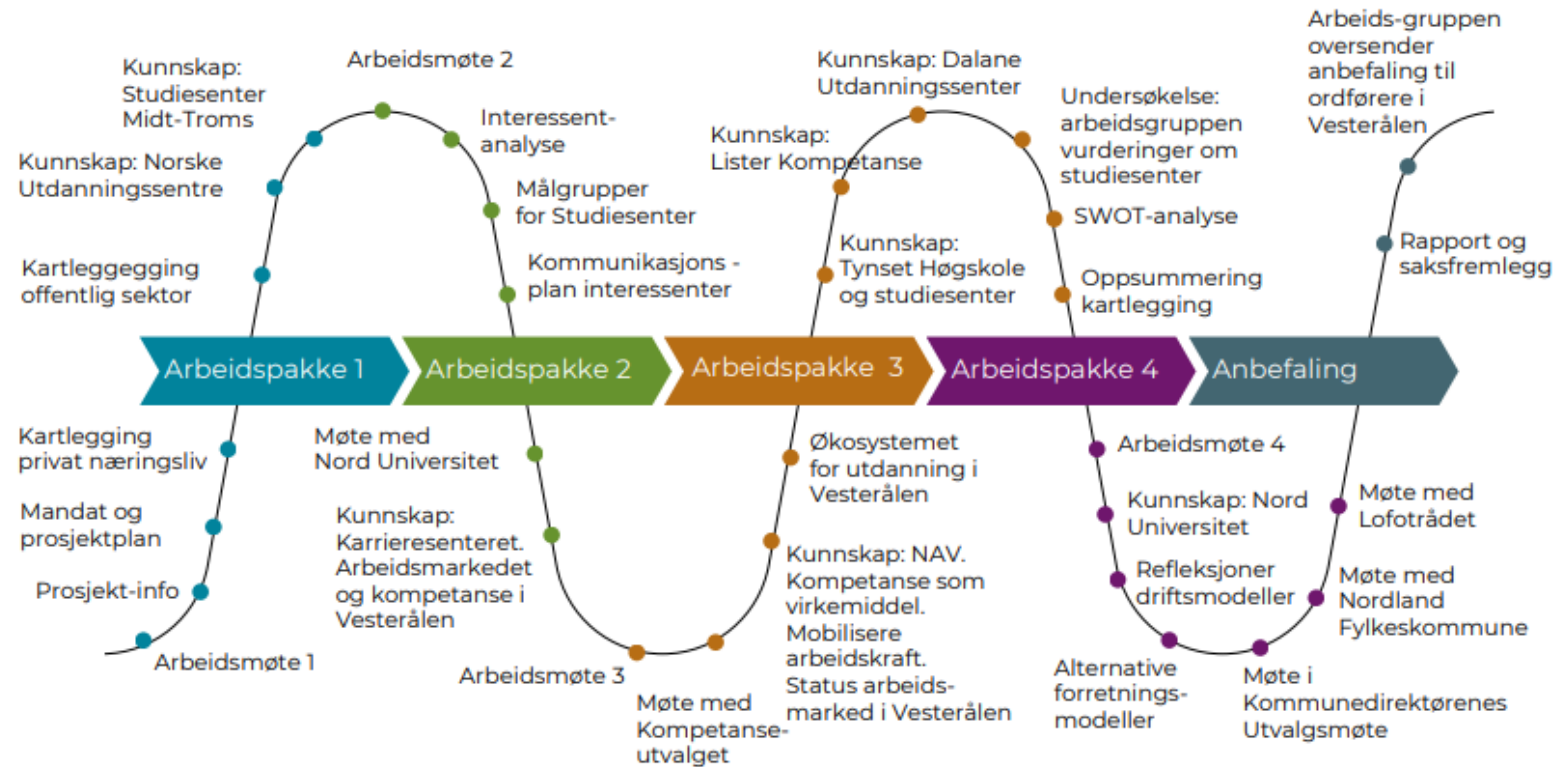 Arbeidsmøte 1
Prosjekt-info
Mandat og
prosjektplan
Kartlegging
privat næringsliv
Arbeidspakke 1
Kartleggegging
offentlig sektor
Kunnskap: Norske
Utdanningssentre
Kunnskap:
Studiesenter
Midt-Troms
Arbeidsmøte 2
Interessent-
analyse
Målgrupper
for Studiesenter
Kommunikasjons -
plan interessenter
Arbeidspakke 2
Møte med
Nord Universitet
Kunnskap:
Karrieresenteret.
Arbeidsmarkedet
og kompetanse i
Vesterålen
Arbeidsmøte 3
Møte med
Kompetanse-
utvalget
Kunnskap: NAV.
Kompetanse som
virkemiddel.
Mobilisere
arbeidskraft.
Status arbeids-
marked i Vesterålen
Økosystemet
for utdanning i
Vesterålen
Arbeidspakke 3
Kunnskap:
Tynset Høgskole
og studiesenter
Kunnskap:
Lister Kompetanse
Kunnskap: Dalane
Utdanningssenter
Undersøkelse:
arbeidsgruppen
vurderinger om
studiesenter
SWOT-analyse
Oppsummering
kartlegging
Arbeidspakke 4
Arbeidsmøte 4
Kunnskap: Nord
Universitet
Refleksjoner
driftsmodeller
Alternative
forretnings-
modeller
Møte i
Kommunedirektørenes
Utvalgsmøte
Møte med
Nordland
Fylkeskommune
Møte med
Lofotrådet
Anbefaling
Rapport og
saksfremlegg
Arbeids-gruppen
oversender
anbefaling til
ordførere i
Vesterålen